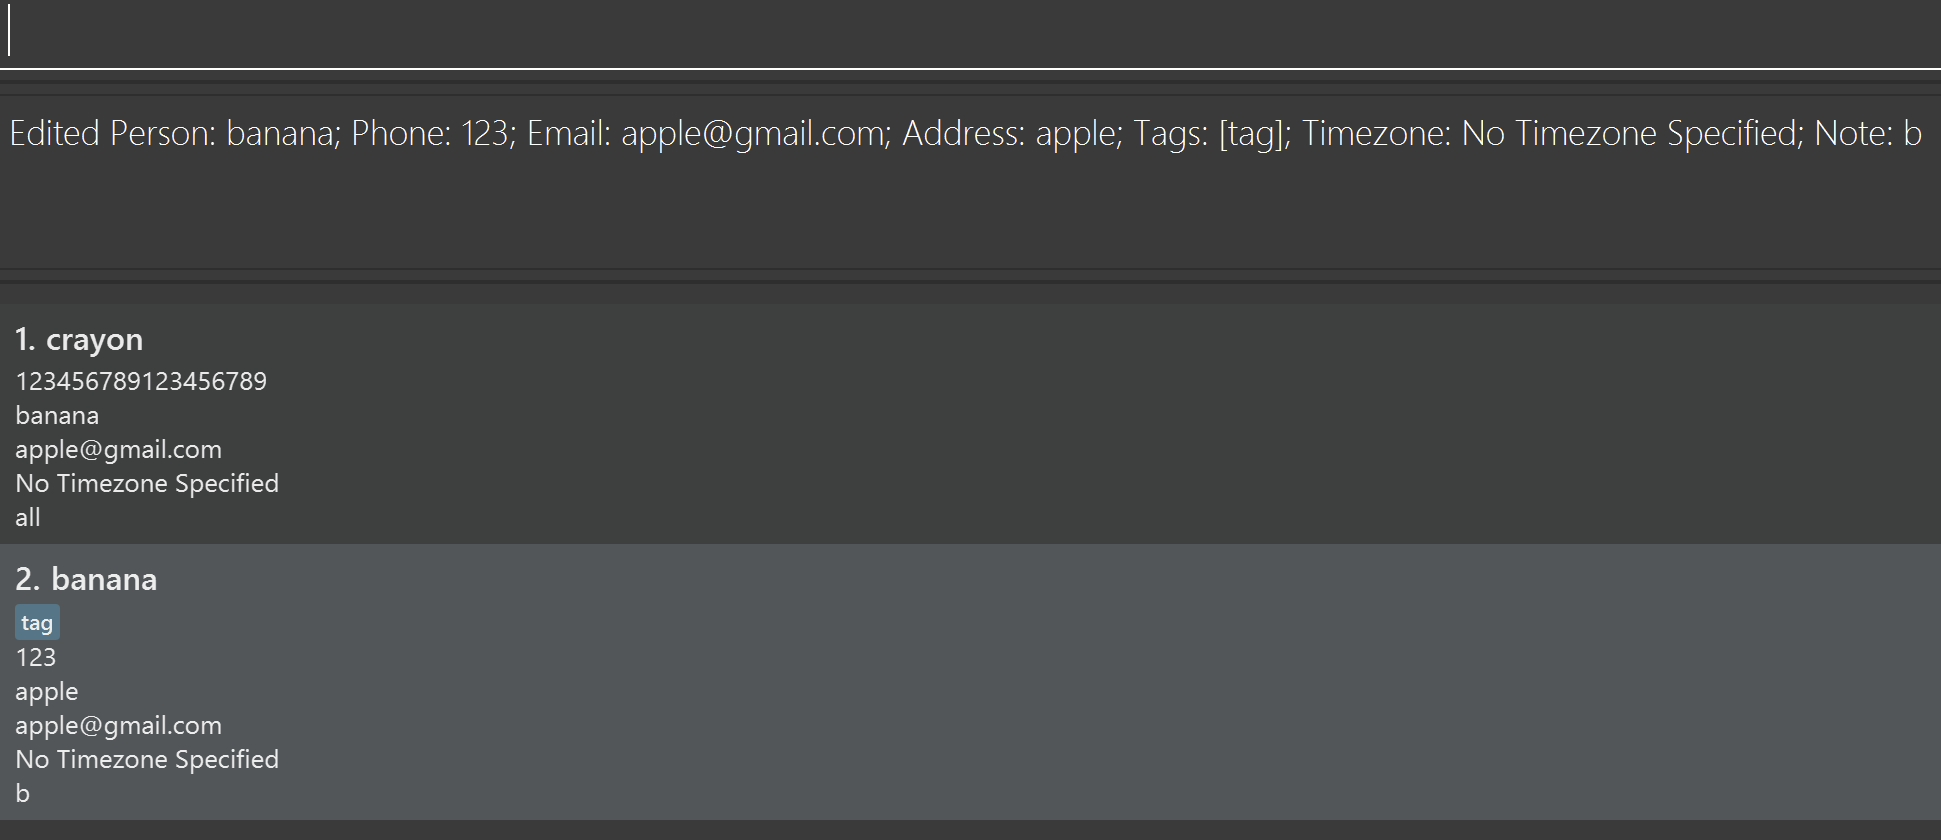 Edited Person: banana; Phone: 123; Email: apple@gmail.com; Address: apple; Tags: [tag]; Timezone: No Timezone Specified; Note: b
1. crayon
123456789123456789
banana
apple@gmail.com
No Timezone Specified
all
2. banana
tag
123
apple
apple@gmail.com
No Timezone Specified
b